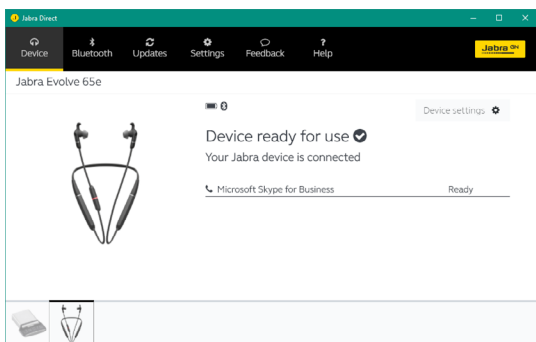 Jabra Direct
Device Bluetooth Updates Settings Feedback Help
Jabra GN
Jabra Evolve 65e
Device settings
Device ready for use
Your Jabra device is connected
Microsoft Skype for Business Ready